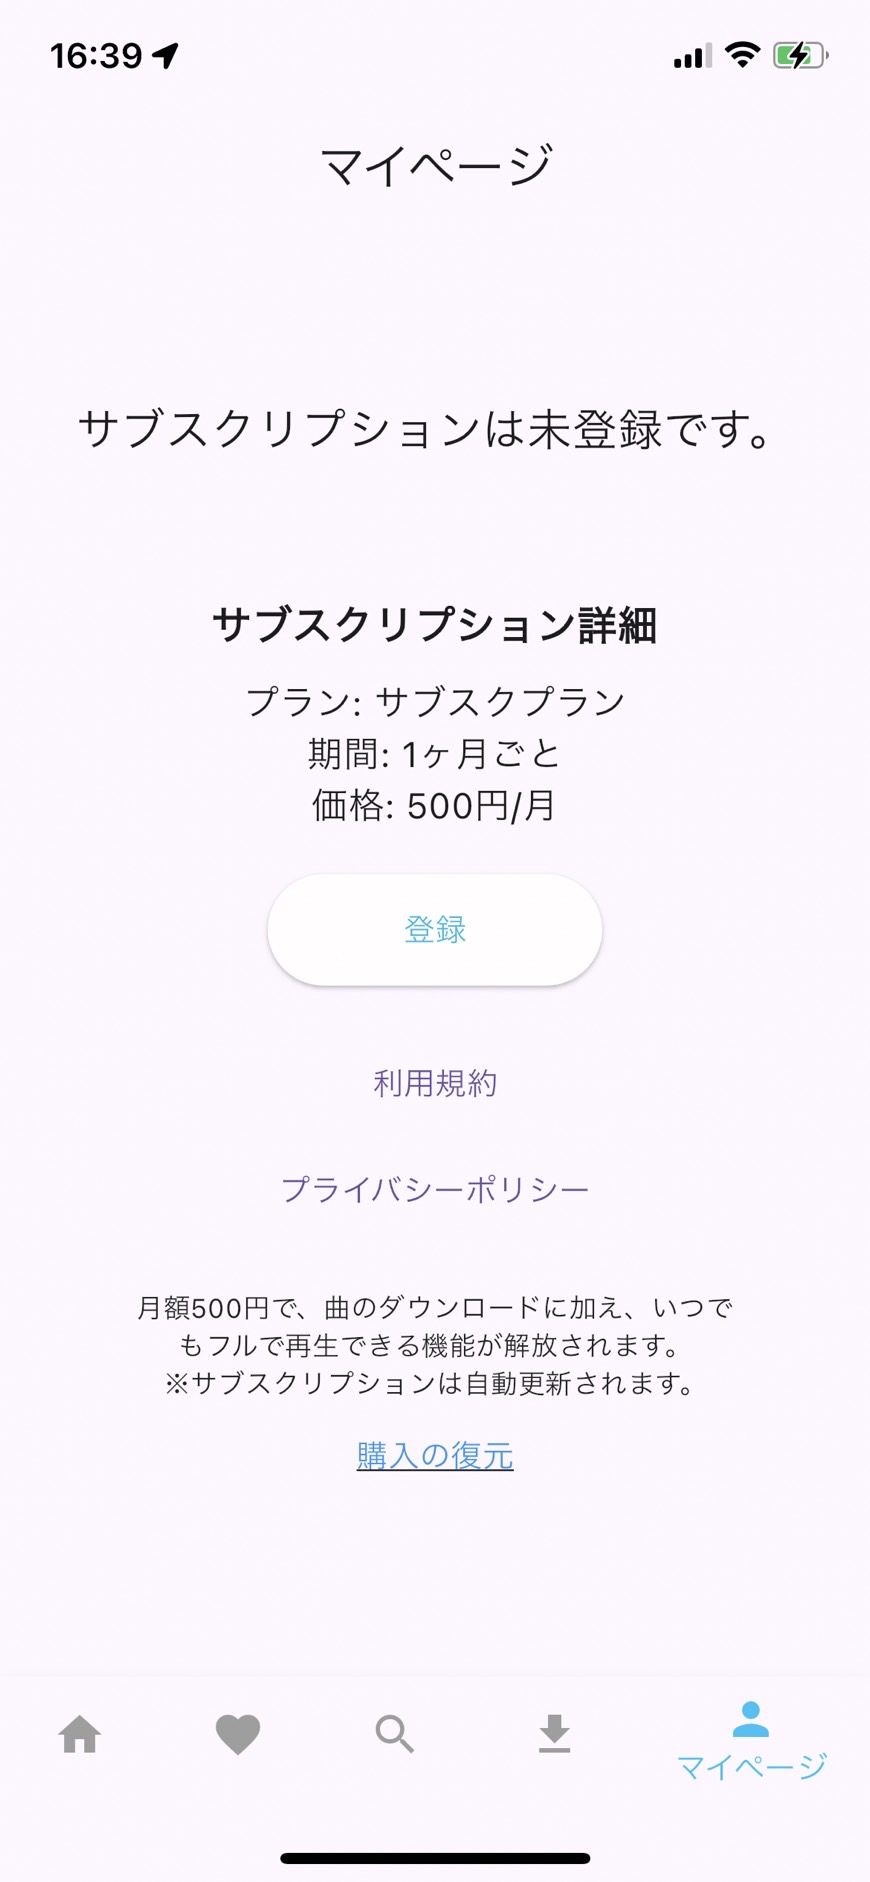 16:39
マイページ
サブスクリプションは未登録です。
サブスクリプション詳細
プラン: サブスクプラン
期間: 1ヶ月ごと
価格: 500円/月
登録
利用規約
プライバシーポリシー
月額500円で、曲のダウンロードに加え、いつで
もフルで再生できる機能が解放されます。
※サブスクリプションは自動更新されます。
購入の復元
マイページ